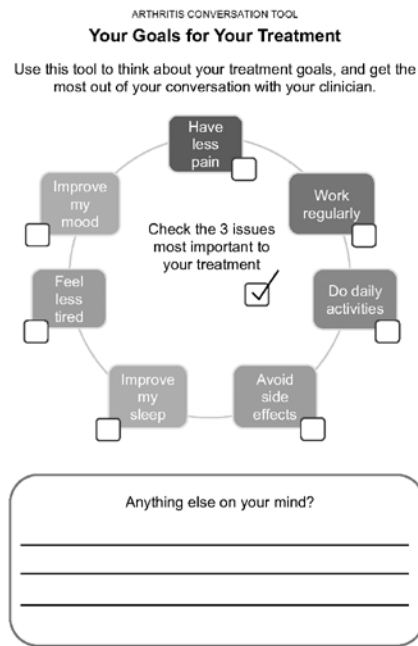 ARTHRITIS CONVERSATION TOOL
Your Goals for Your Treatment
Use this tool to think about your treatment goals, and get the
most out of your conversation with your clinician.
Have
less
pain
Work
regularly
Do daily
activities
Avoid
side
effects
Improve
my
sleep
Feel
less
tired
Improve
my
mood
Check the 3 issues
most important to
your treatment
Anything else on your mind?